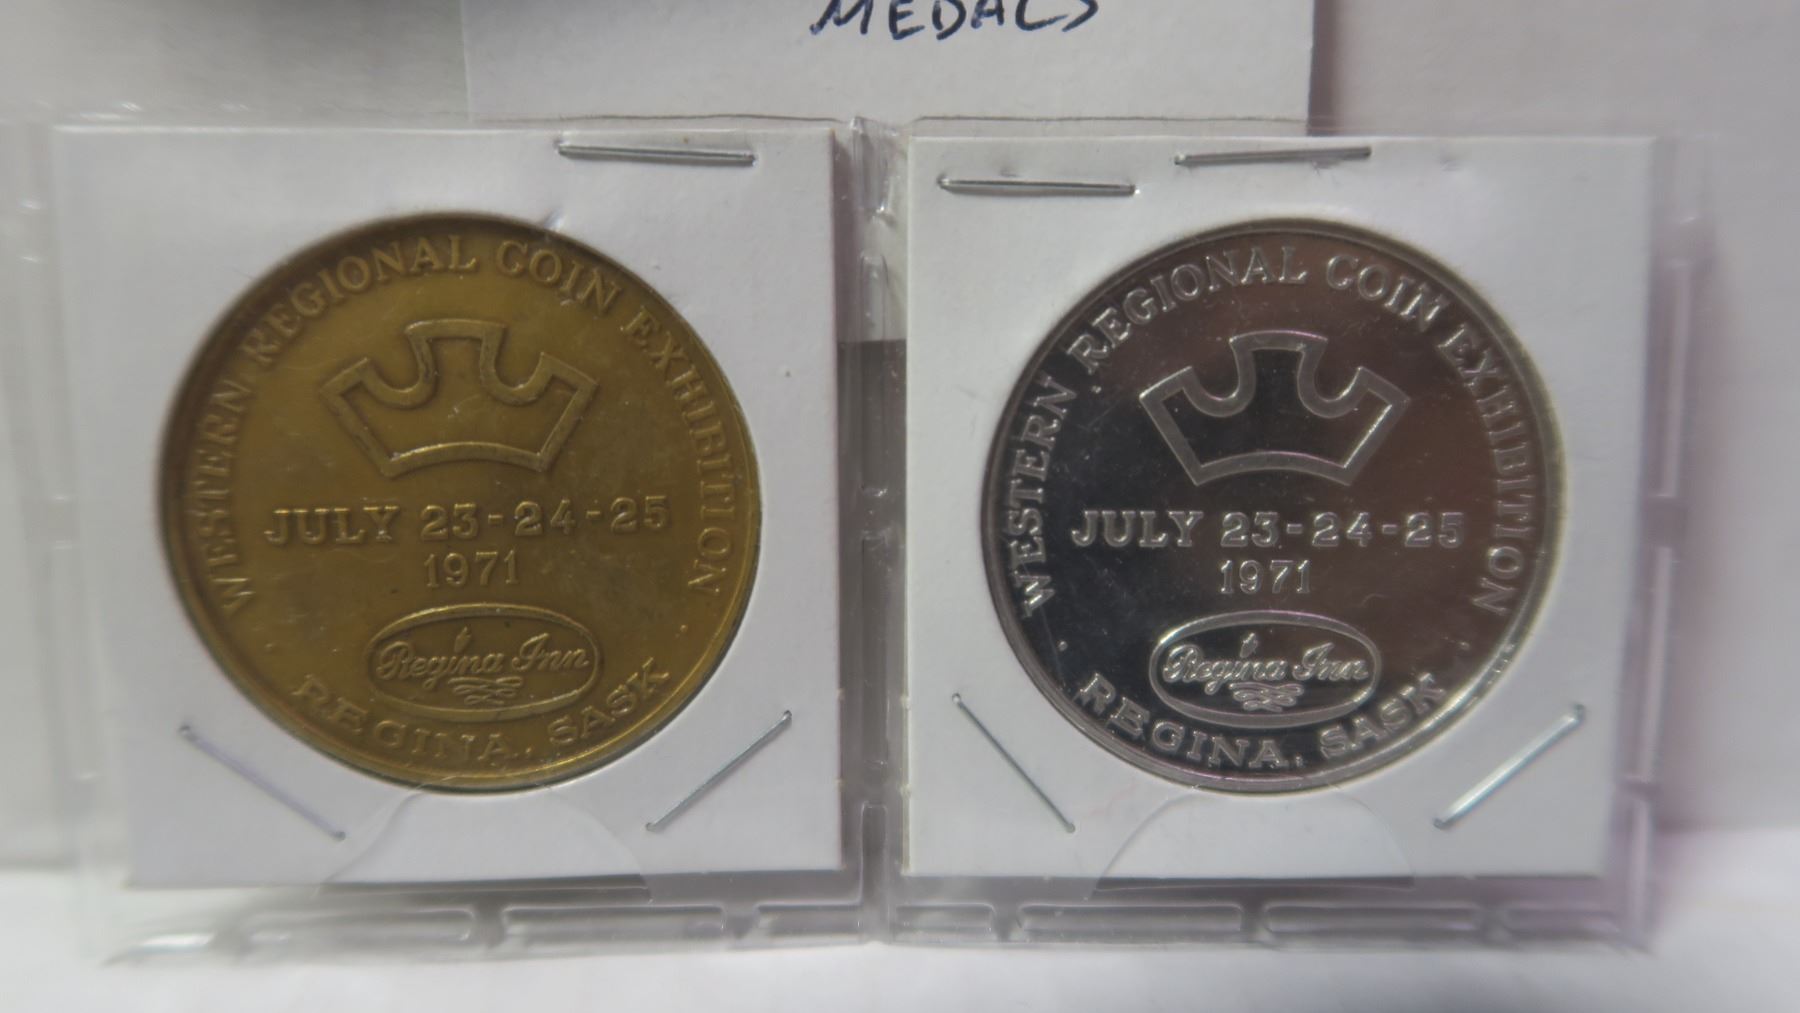 MEDALS
WESTERN REGIONAL COIN EXHIBITION
JULY 23-24-25
1971
Regina Inn
· REGINA, SASK ·
WESTERN REGIONAL COIN EXHIBITION
JULY 23-24-25
1971
Regina Inn
· REGINA, SASK ·